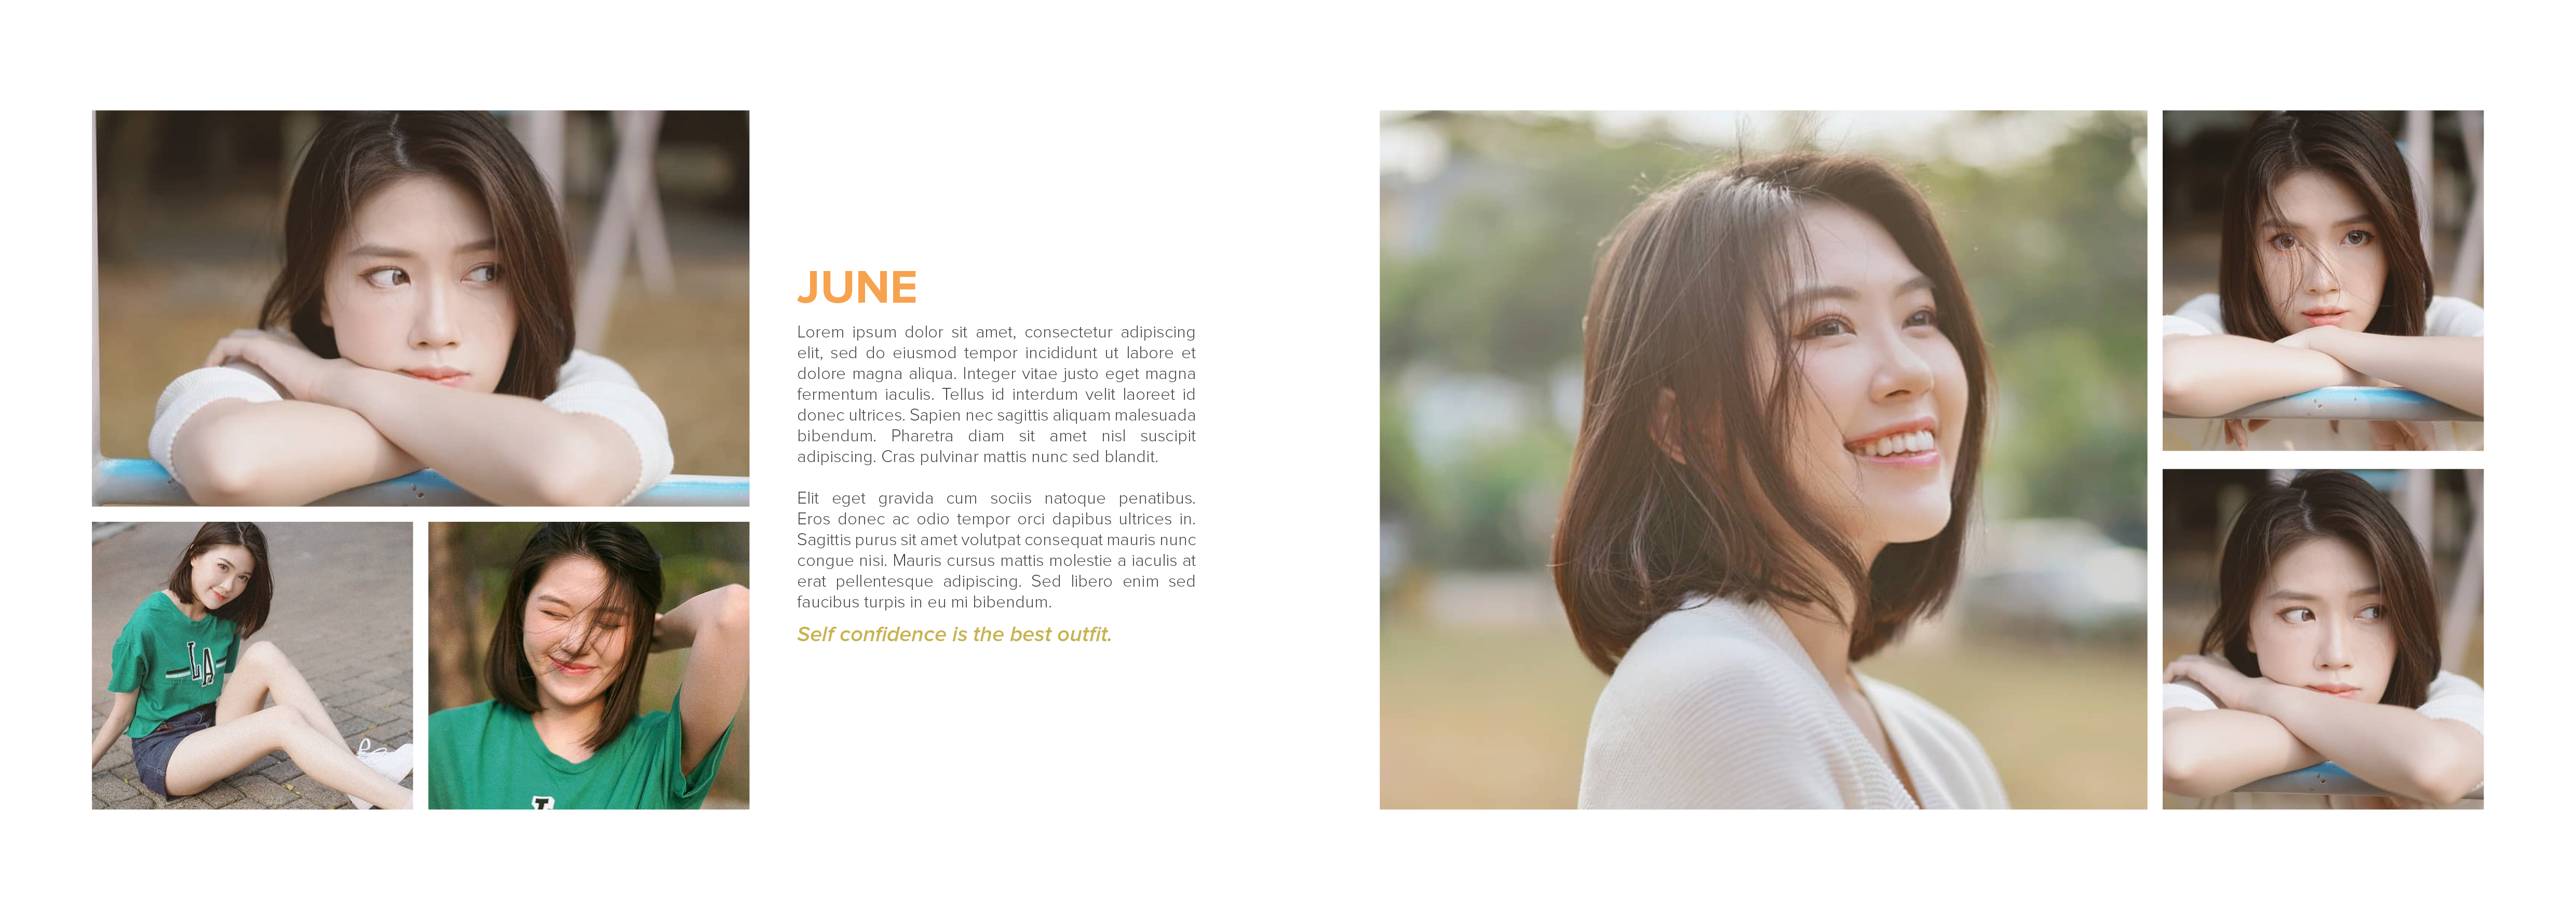 JUNE
Lorem ipsum dolor sit amet, consectetur adipiscing
elit, sed do eiusmod tempor incididunt ut labore et
dolore magna aliqua. Integer vitae justo eget magna
fermentum iaculis. Tellus id interdum velit laoreet id
donec ultrices. Sapien nec sagittis aliquam malesuada
bibendum. Pharetra diam sit amet nisl suscipit
adipiscing. Cras pulvinar mattis nunc sed blandit.
Elit eget gravida cum sociis natoque penatibus.
Eros donec ac odio tempor orci dapibus ultrices in.
Sagittis purus sit amet volutpat consequat mauris nunc
congue nisi. Mauris cursus mattis molestie a iaculis at
erat pellentesque adipiscing. Sed libero enim sed
faucibus turpis in eu mi bibendum.
Self confidence is the best outfit.
LA